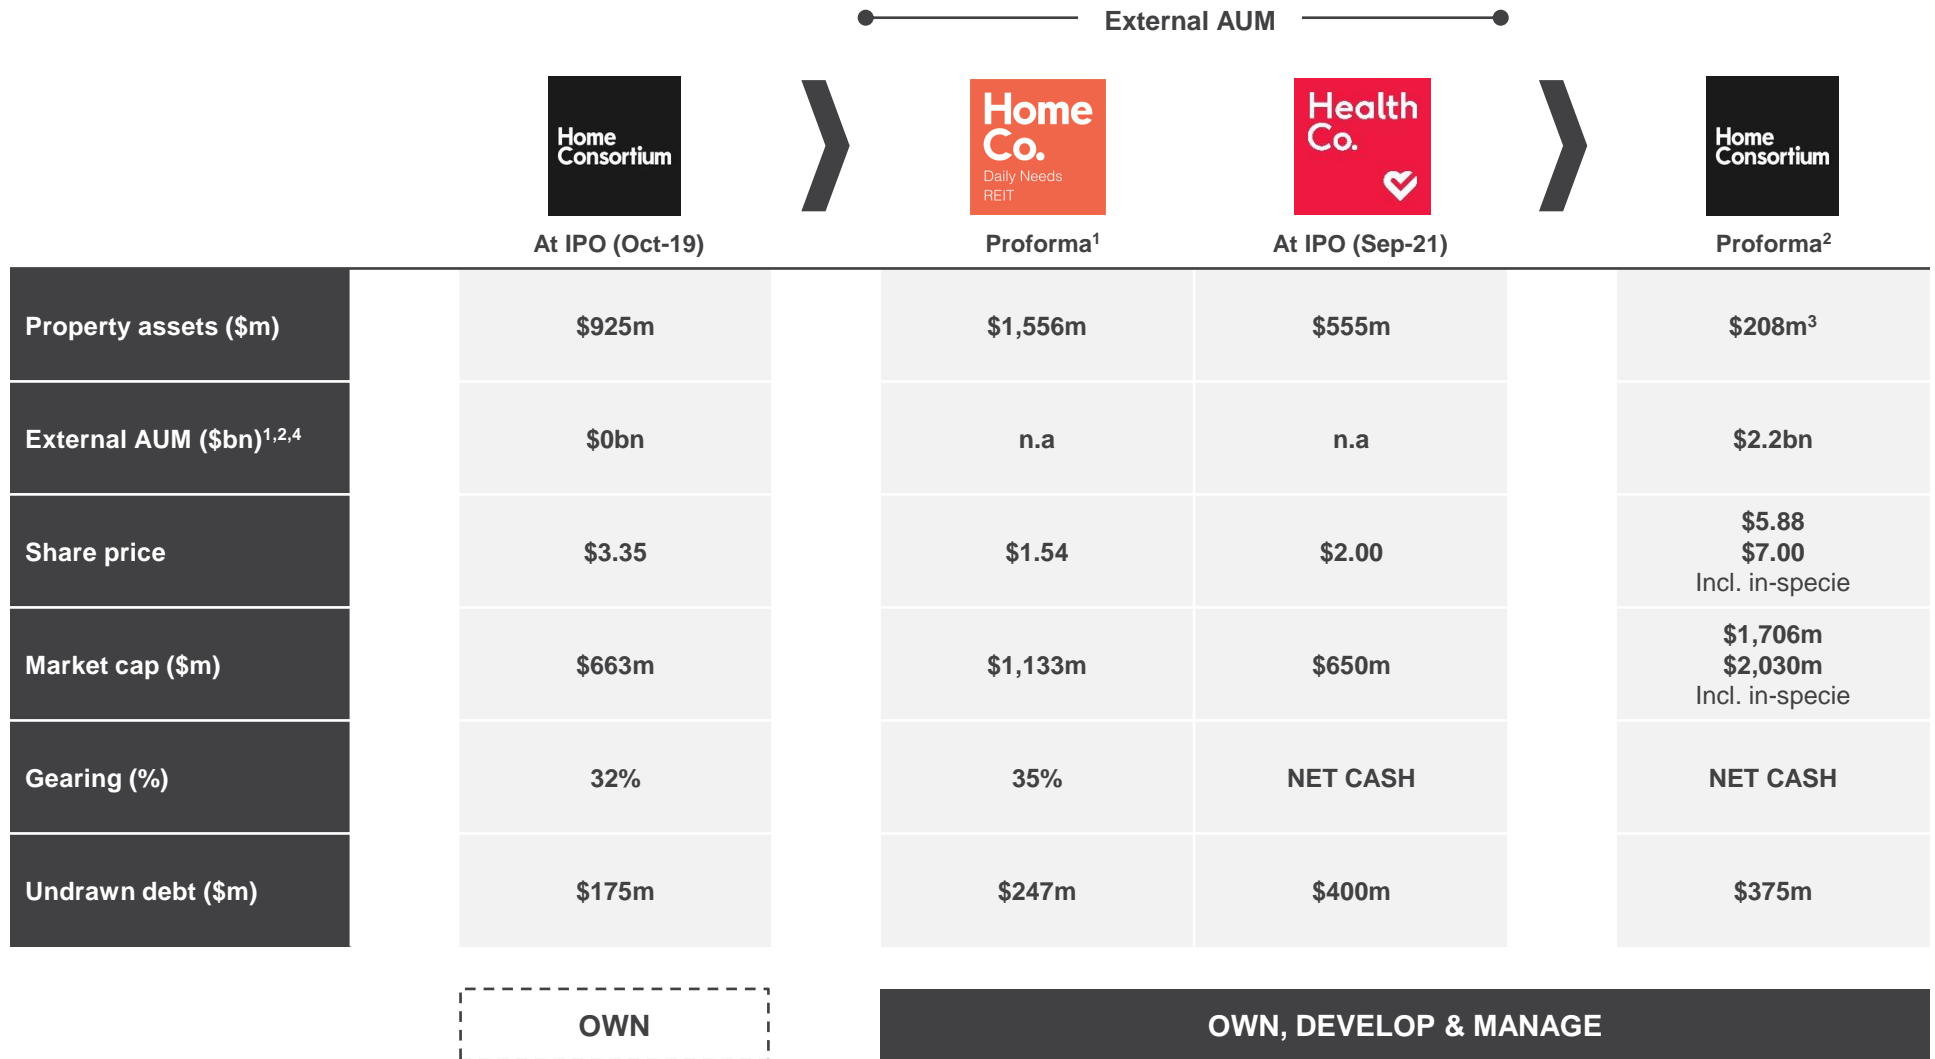 External AUM
Home
Consortium
Home
Co.
Daily Needs
REIT
Health
Co.
Home
Consortium
At IPO (Oct-19)
Proforma1
At IPO (Sep-21)
Proforma2
Property assets ($m)
$925m
$1,556m
$555m
$208m3
External AUM ($bn)1,2,4
$0bn
n.a
n.a
$2.2bn
Share price
$3.35
$1.54
$2.00
$5.88
$7.00
Incl. in-specie
Market cap ($m)
$663m
$1,133m
$650m
$1,706m
$2,030m
Incl. in-specie
Gearing (%)
32%
35%
NET CASH
NET CASH
Undrawn debt ($m)
$175m
$247m
$400m
$375m
OWN
OWN, DEVELOP & MANAGE